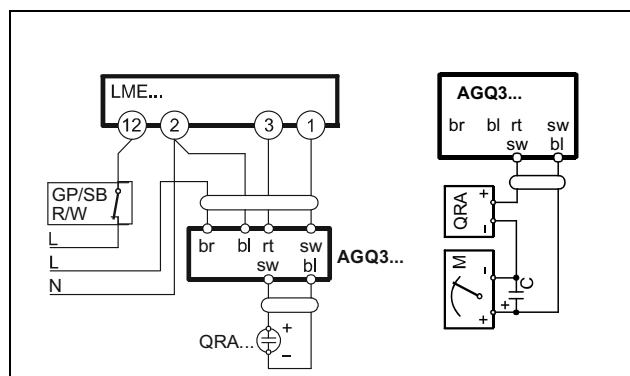 LME...
12 2 3 1
GP/SB
R/W
L
L
N
br bl rt sw
sw bl
AGQ3...
QRA...
+
–
AGQ3...
br bl rt sw
sw bl
QRA
+
-
M
-
+
C
+